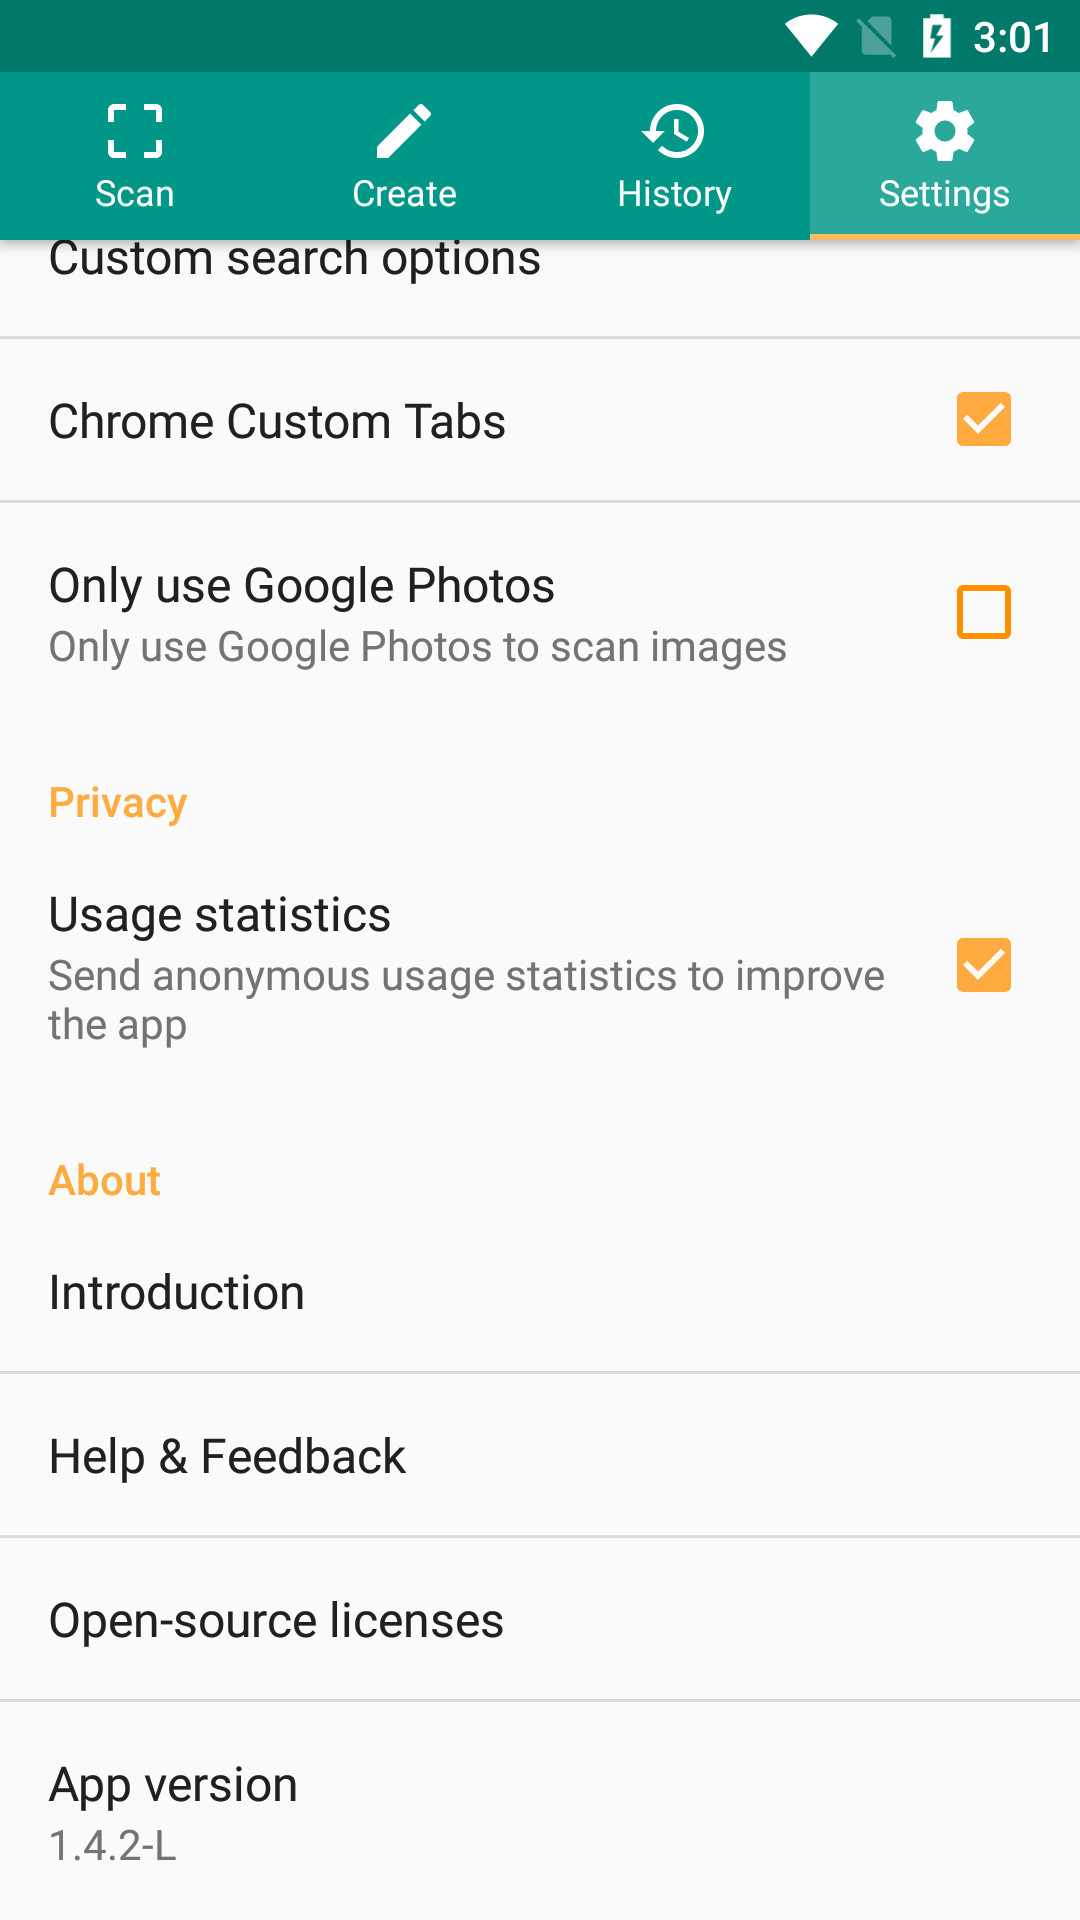 3:01
Scan
Create
History
Settings
Custom search options
Chrome Custom Tabs
Only use Google Photos
Only use Google Photos to scan images
Privacy
Usage statistics
Send anonymous usage statistics to improve
the app
About
Introduction
Help & Feedback
Open-source licenses
App version
1.4.2-L